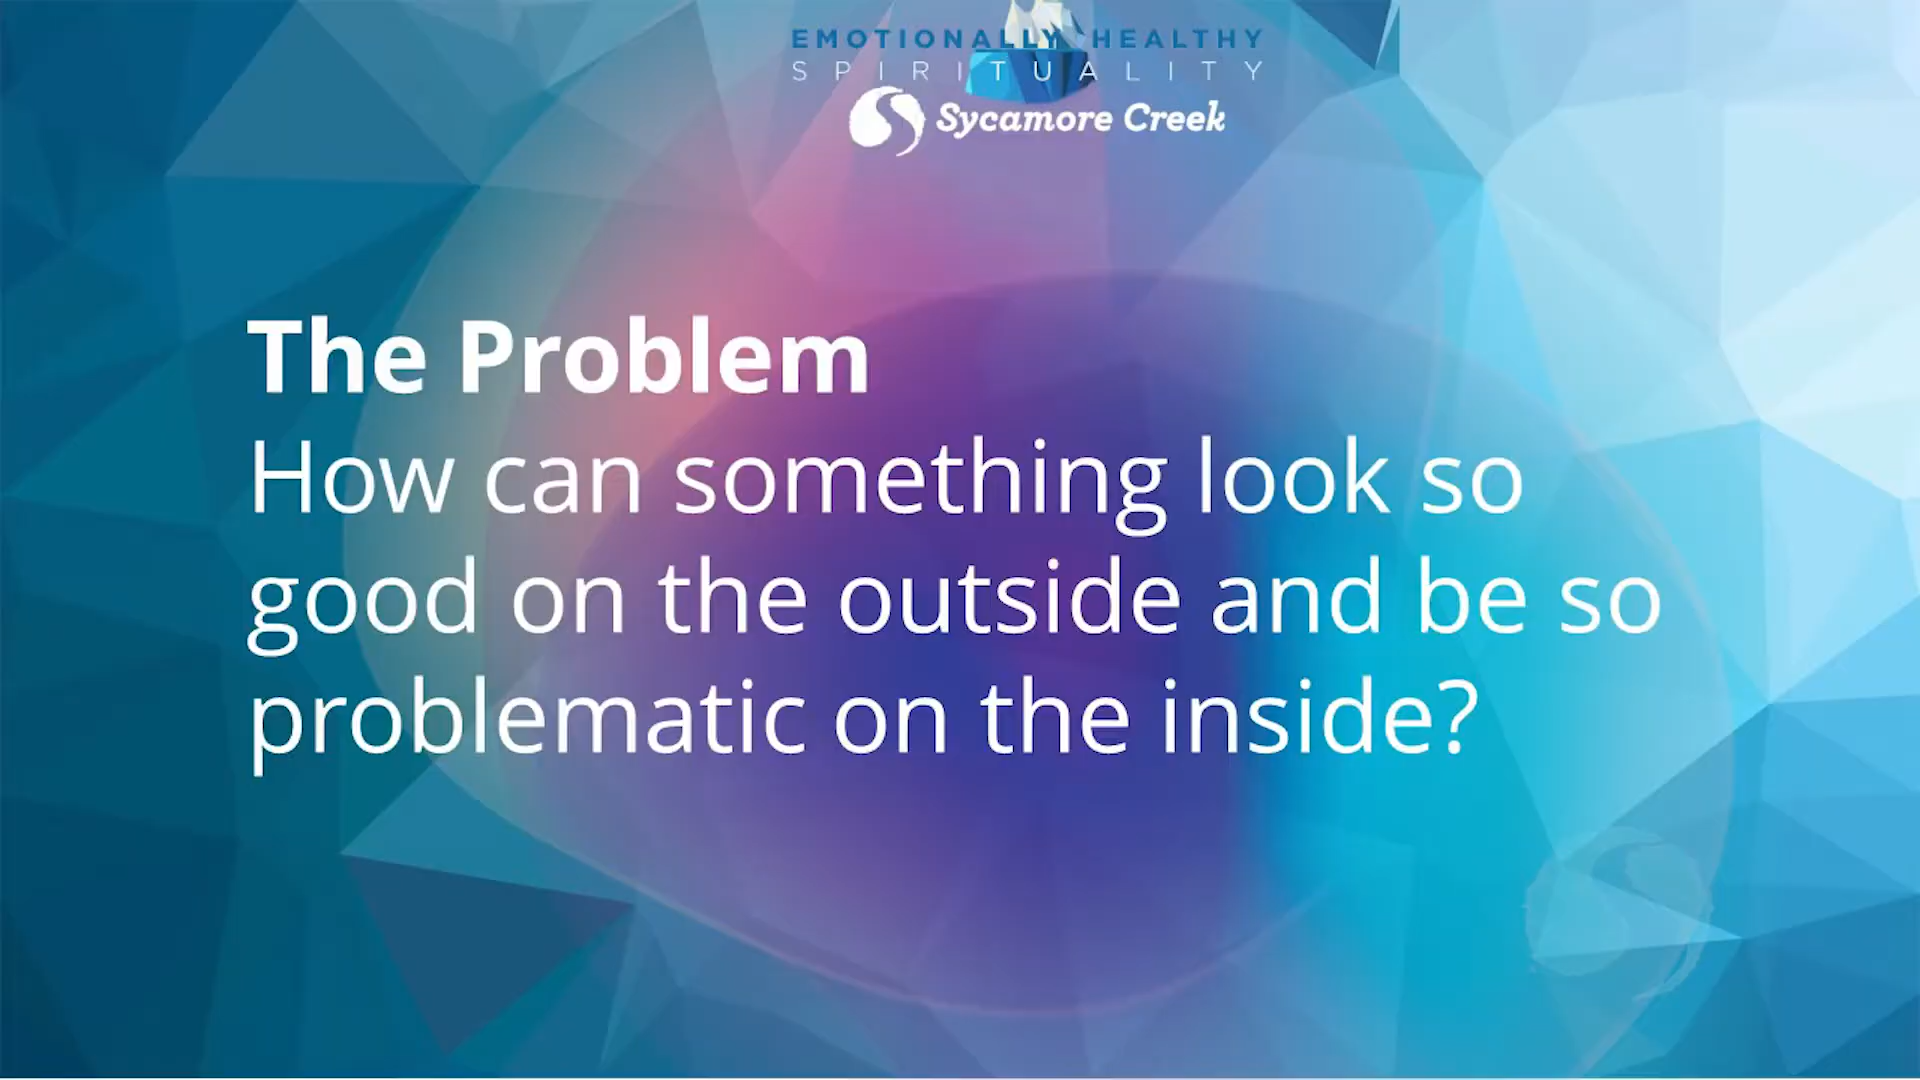 EMOTIONALLY HEALTHY
SPIRITUALITY
Sycamore Creek
The Problem
How can something look so
good on the outside and be so
problematic on the inside?